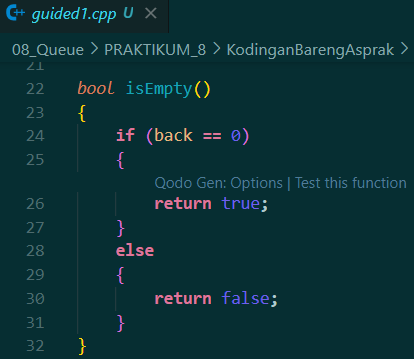 guided1.cpp U ×
08_Queue > PRAKTIKUM_8 > KodinganBarengAsprak >
21
22 bool isEmpty()
23 {
24 if (back == 0)
25 {
Qodo Gen: Options | Test this function
26 return true;
27 }
28 else
29 {
30 return false;
31 }
32 }